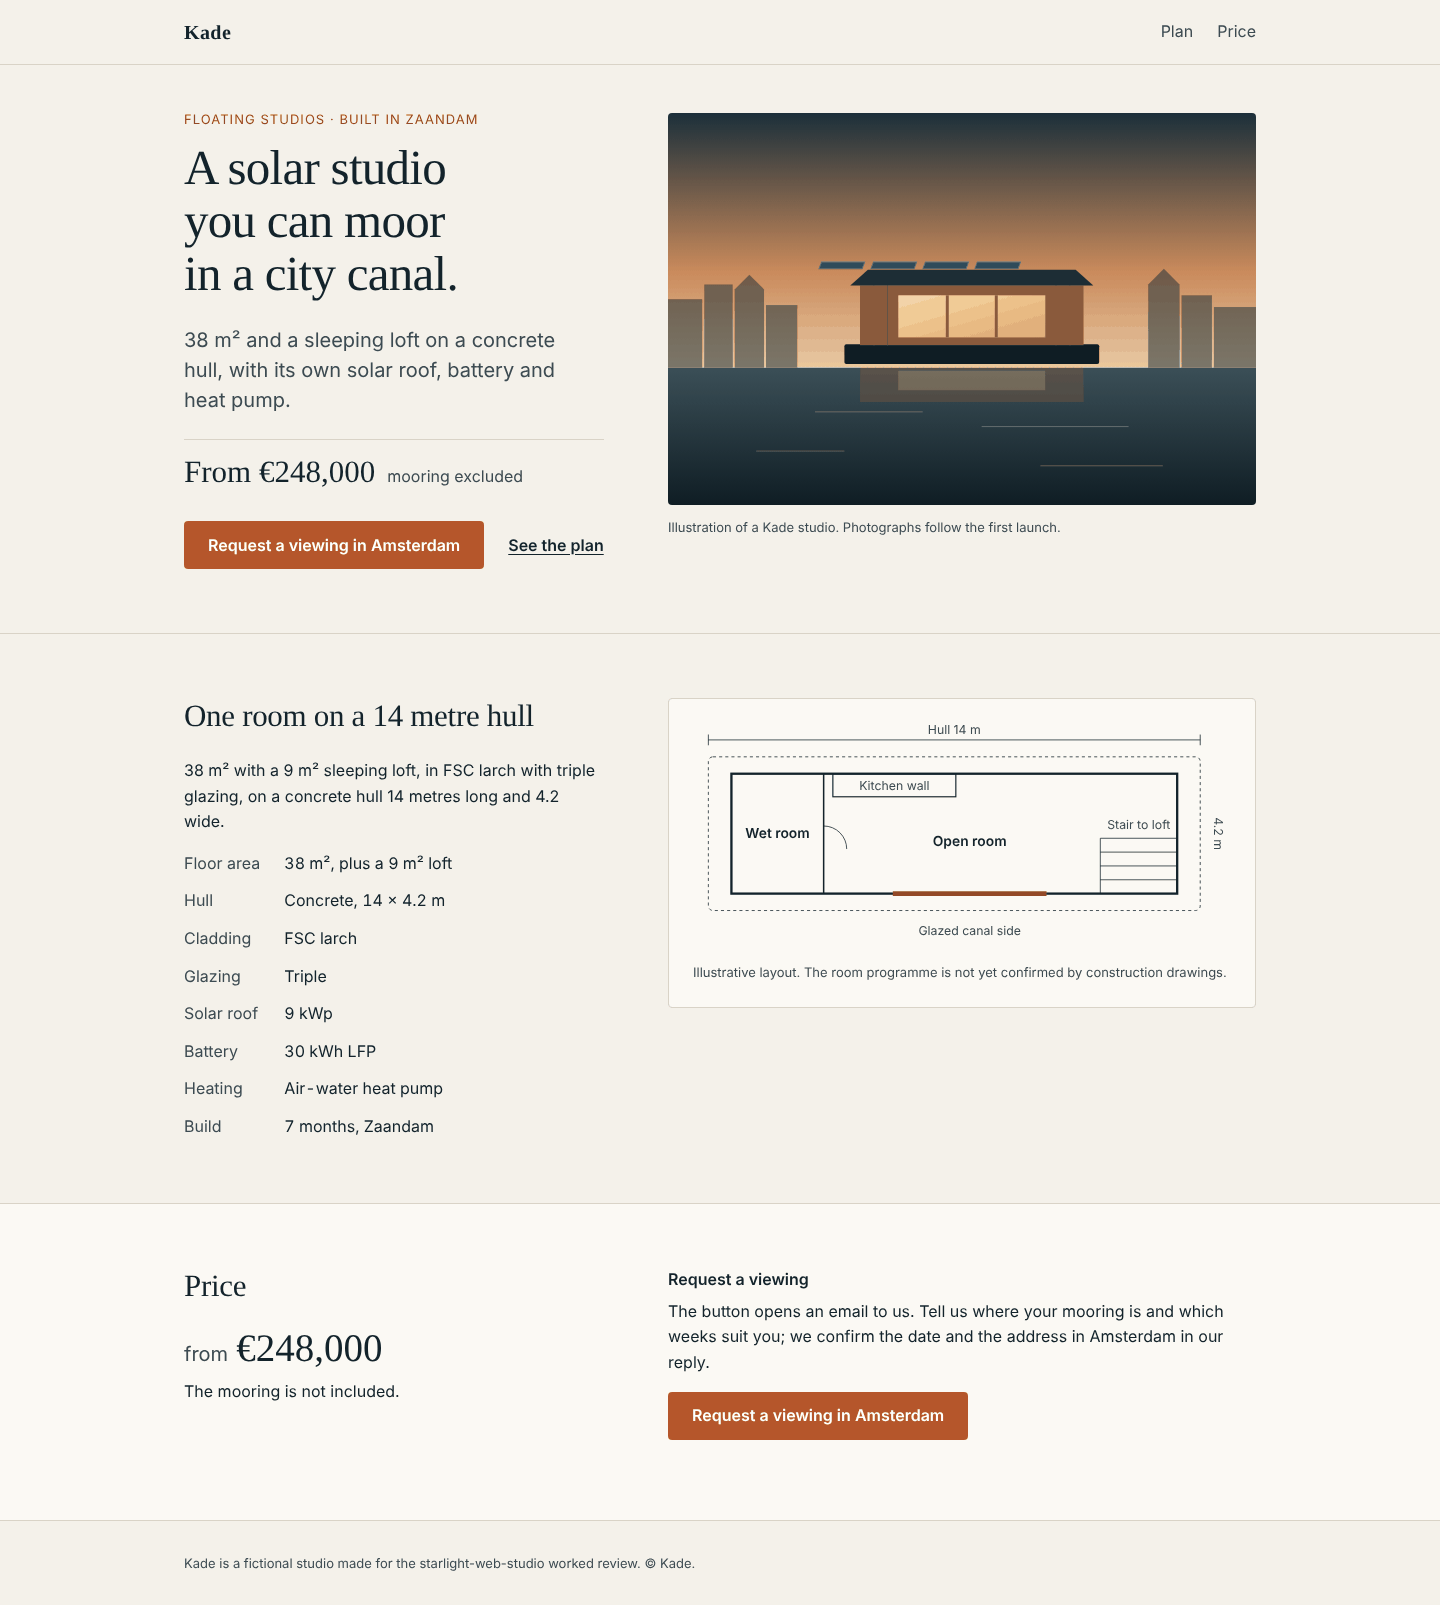 Kade
Plan
Price
FLOATING STUDIOS · BUILT IN ZAANDAM
A solar studio
you can moor
in a city canal.
38 m² and a sleeping loft on a concrete
hull, with its own solar roof, battery and
heat pump.
From €248,000 mooring excluded
Request a viewing in Amsterdam
See the plan
Illustration of a Kade studio. Photographs follow the first launch.
One room on a 14 metre hull
38 m² with a 9 m² sleeping loft, in FSC larch with triple
glazing, on a concrete hull 14 metres long and 4.2
wide.
Floor area 38 m², plus a 9 m² loft
Hull Concrete, 14 × 4.2 m
Cladding FSC larch
Glazing Triple
Solar roof 9 kWp
Battery 30 kWh LFP
Heating Air-water heat pump
Build 7 months, Zaandam
Hull 14 m
Kitchen wall
Wet room
Open room
Stair to loft
4.2 m
Glazed canal side
Illustrative layout. The room programme is not yet confirmed by construction drawings.
Price
from €248,000
The mooring is not included.
Request a viewing
The button opens an email to us. Tell us where your mooring is and which
weeks suit you; we confirm the date and the address in Amsterdam in our
reply.
Request a viewing in Amsterdam
Kade is a fictional studio made for the starlight-web-studio worked review. © Kade.